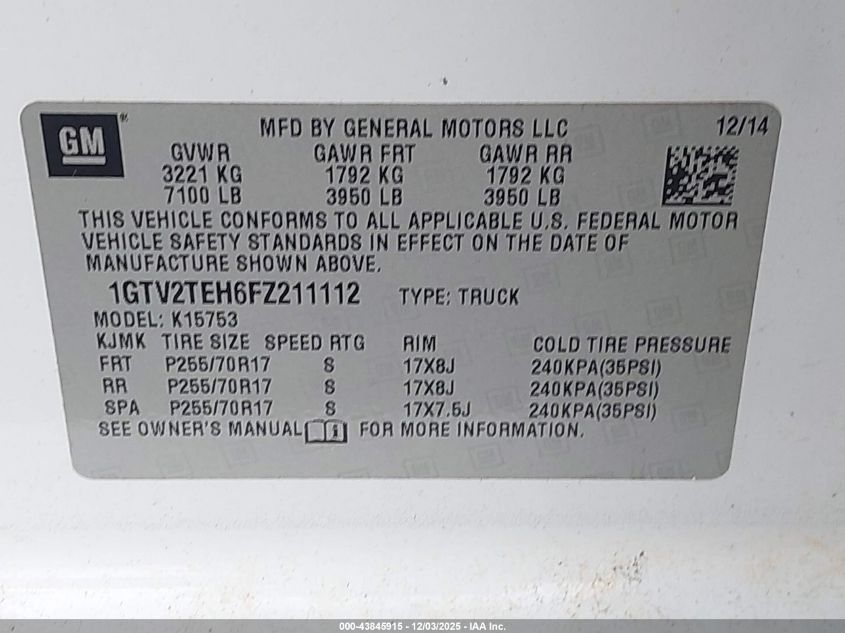 GM®
MFD BY GENERAL MOTORS LLC 12/14
GVWR GAWR FRT GAWR RR
3221 KG 1792 KG 1792 KG
7100 LB 3950 LB 3950 LB
THIS VEHICLE CONFORMS TO ALL APPLICABLE U.S. FEDERAL MOTOR
VEHICLE SAFETY STANDARDS IN EFFECT ON THE DATE OF
MANUFACTURE SHOWN ABOVE.
1GTV2TEH6FZ211112 TYPE: TRUCK
MODEL: K15753
KJMK TIRE SIZE SPEED RTG RIM COLD TIRE PRESSURE
FRT P255/70R17 S 17X8J 240KPA(35PSI)
RR P255/70R17 S 17X8J 240KPA(35PSI)
SPA P255/70R17 S 17X7.5J 240KPA(35PSI)
SEE OWNER'S MANUAL FOR MORE INFORMATION.
000-43845915 - 12/03/2025 - IAA Inc.